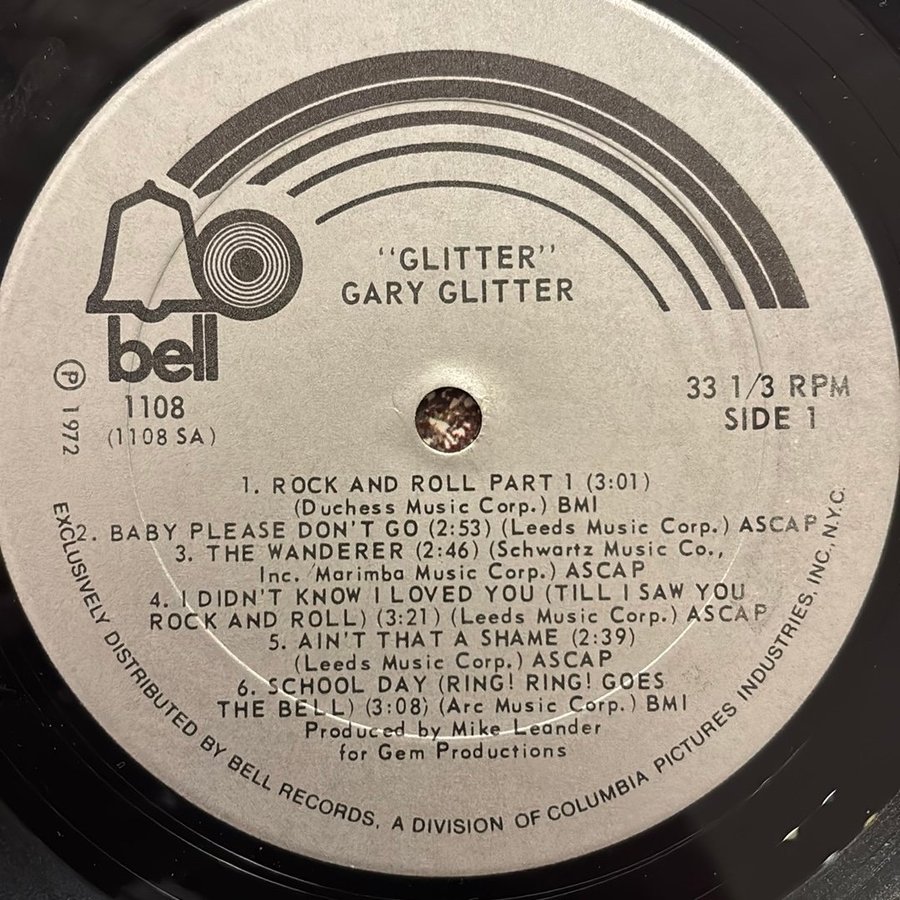 "GLITTER"
GARY GLITTER
bell
℗ 1972
1108
(1108 SA)
33 1/3 RPM
SIDE 1
1. ROCK AND ROLL PART 1 (3:01)
(Duchess Music Corp.) BMI
2. BABY PLEASE DON'T GO (2:53) (Leeds Music Corp.) ASCAP
3. THE WANDERER (2:46) (Schwartz Music Co.,
Inc. Marimba Music Corp.) ASCAP
4. I DIDN'T KNOW I LOVED YOU (TILL I SAW YOU
ROCK AND ROLL) (3:21) (Leeds Music Corp.) ASCAP
5. AIN'T THAT A SHAME (2:39)
(Leeds Music Corp.) ASCAP
6. SCHOOL DAY (RING! RING! GOES
THE BELL) (3:08) (Arc Music Corp.) BMI
Produced by Mike Leander
for Gem Productions
EXCLUSIVELY DISTRIBUTED BY BELL RECORDS, A DIVISION OF COLUMBIA PICTURES INDUSTRIES, INC., N.Y.C.